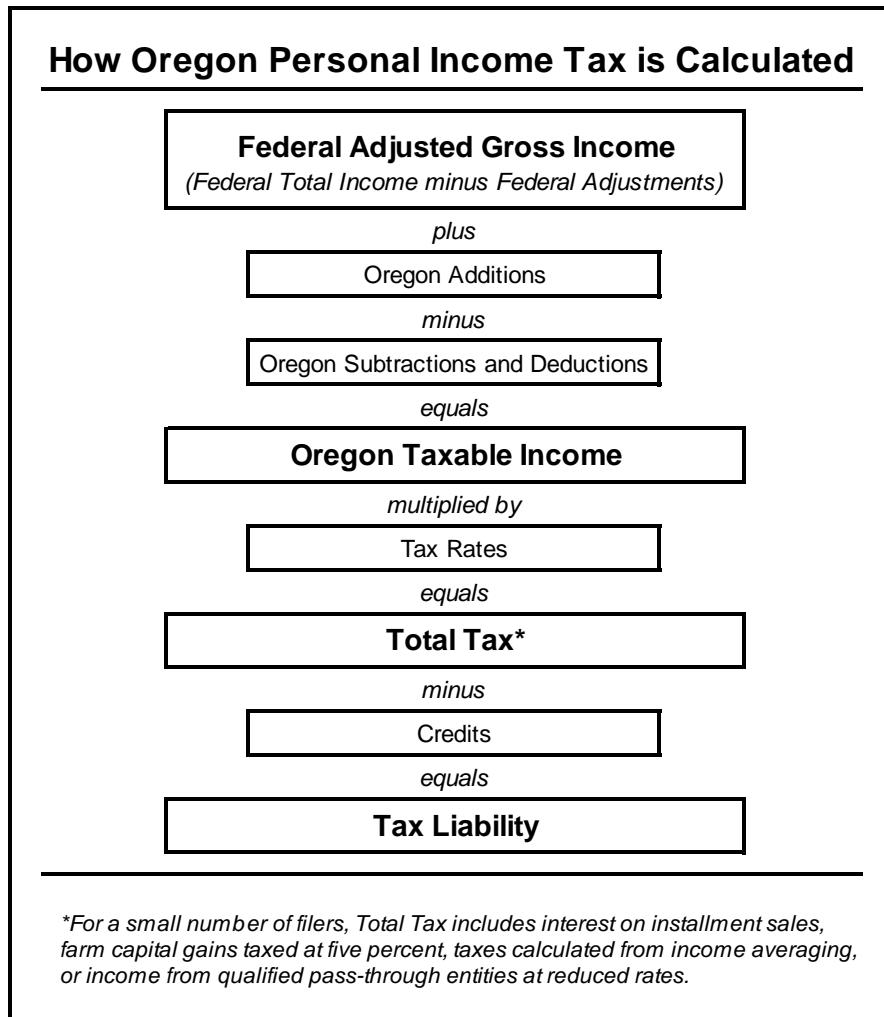 How Oregon Personal Income Tax is Calculated
Federal Adjusted Gross Income
(Federal Total Income minus Federal Adjustments)
plus
Oregon Additions
minus
Oregon Subtractions and Deductions
equals
Oregon Taxable Income
multiplied by
Tax Rates
equals
Total Tax*
minus
Credits
equals
Tax Liability
*For a small number of filers, Total Tax includes interest on installment sales,
farm capital gains taxed at five percent, taxes calculated from income averaging,
or income from qualified pass-through entities at reduced rates.